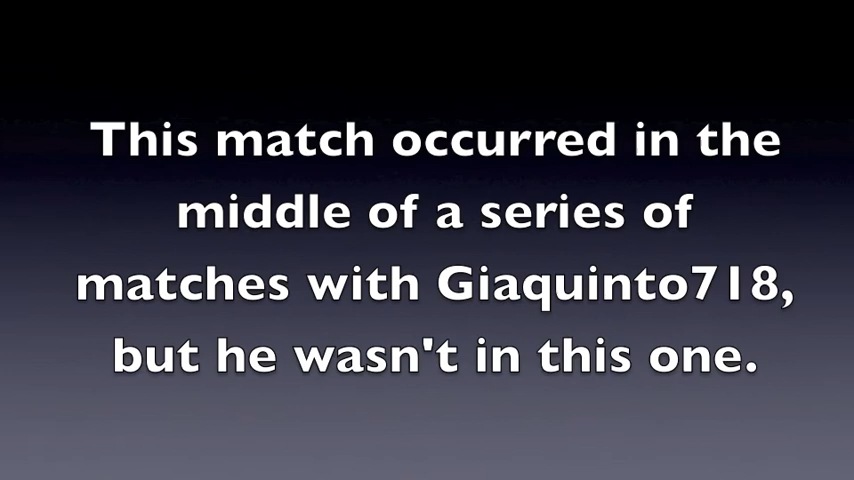 This match occurred in the
middle of a series of
matches with Giaquinto718,
but he wasn't in this one.